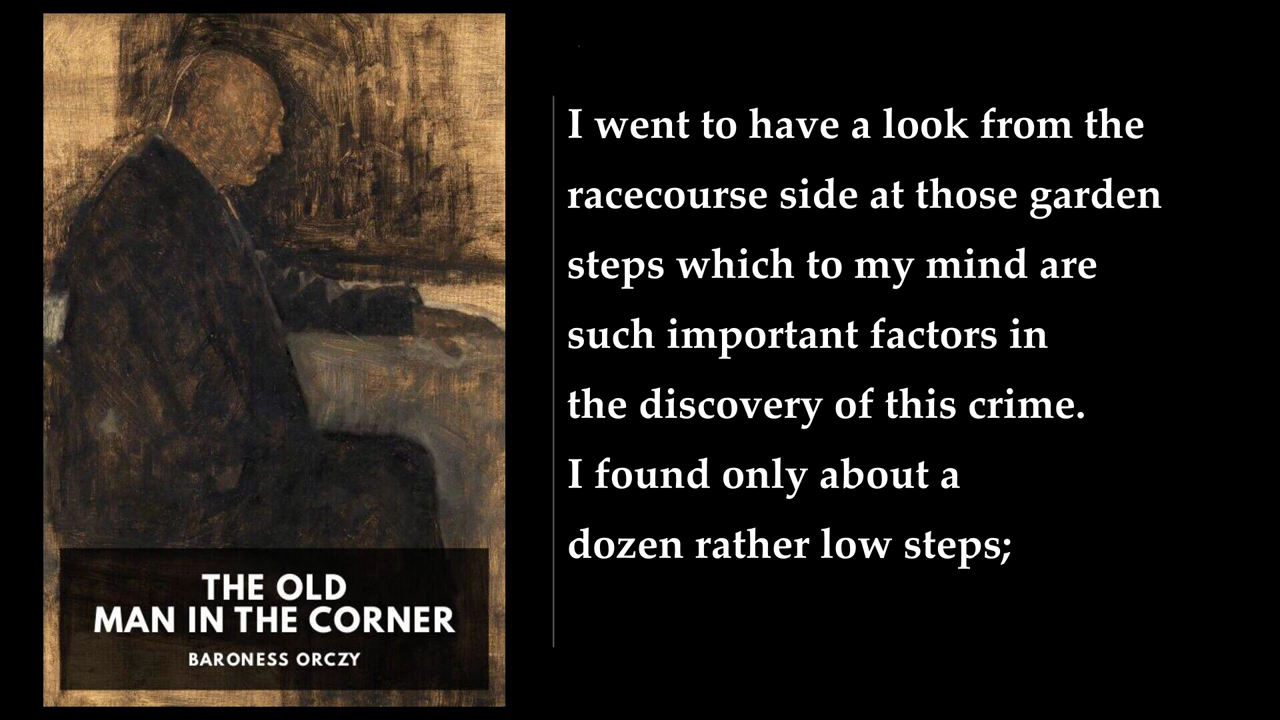 THE OLD
MAN IN THE CORNER
BARONESS ORCZY
I went to have a look from the
racecourse side at those garden
steps which to my mind are
such important factors in
the discovery of this crime.
I found only about a
dozen rather low steps;